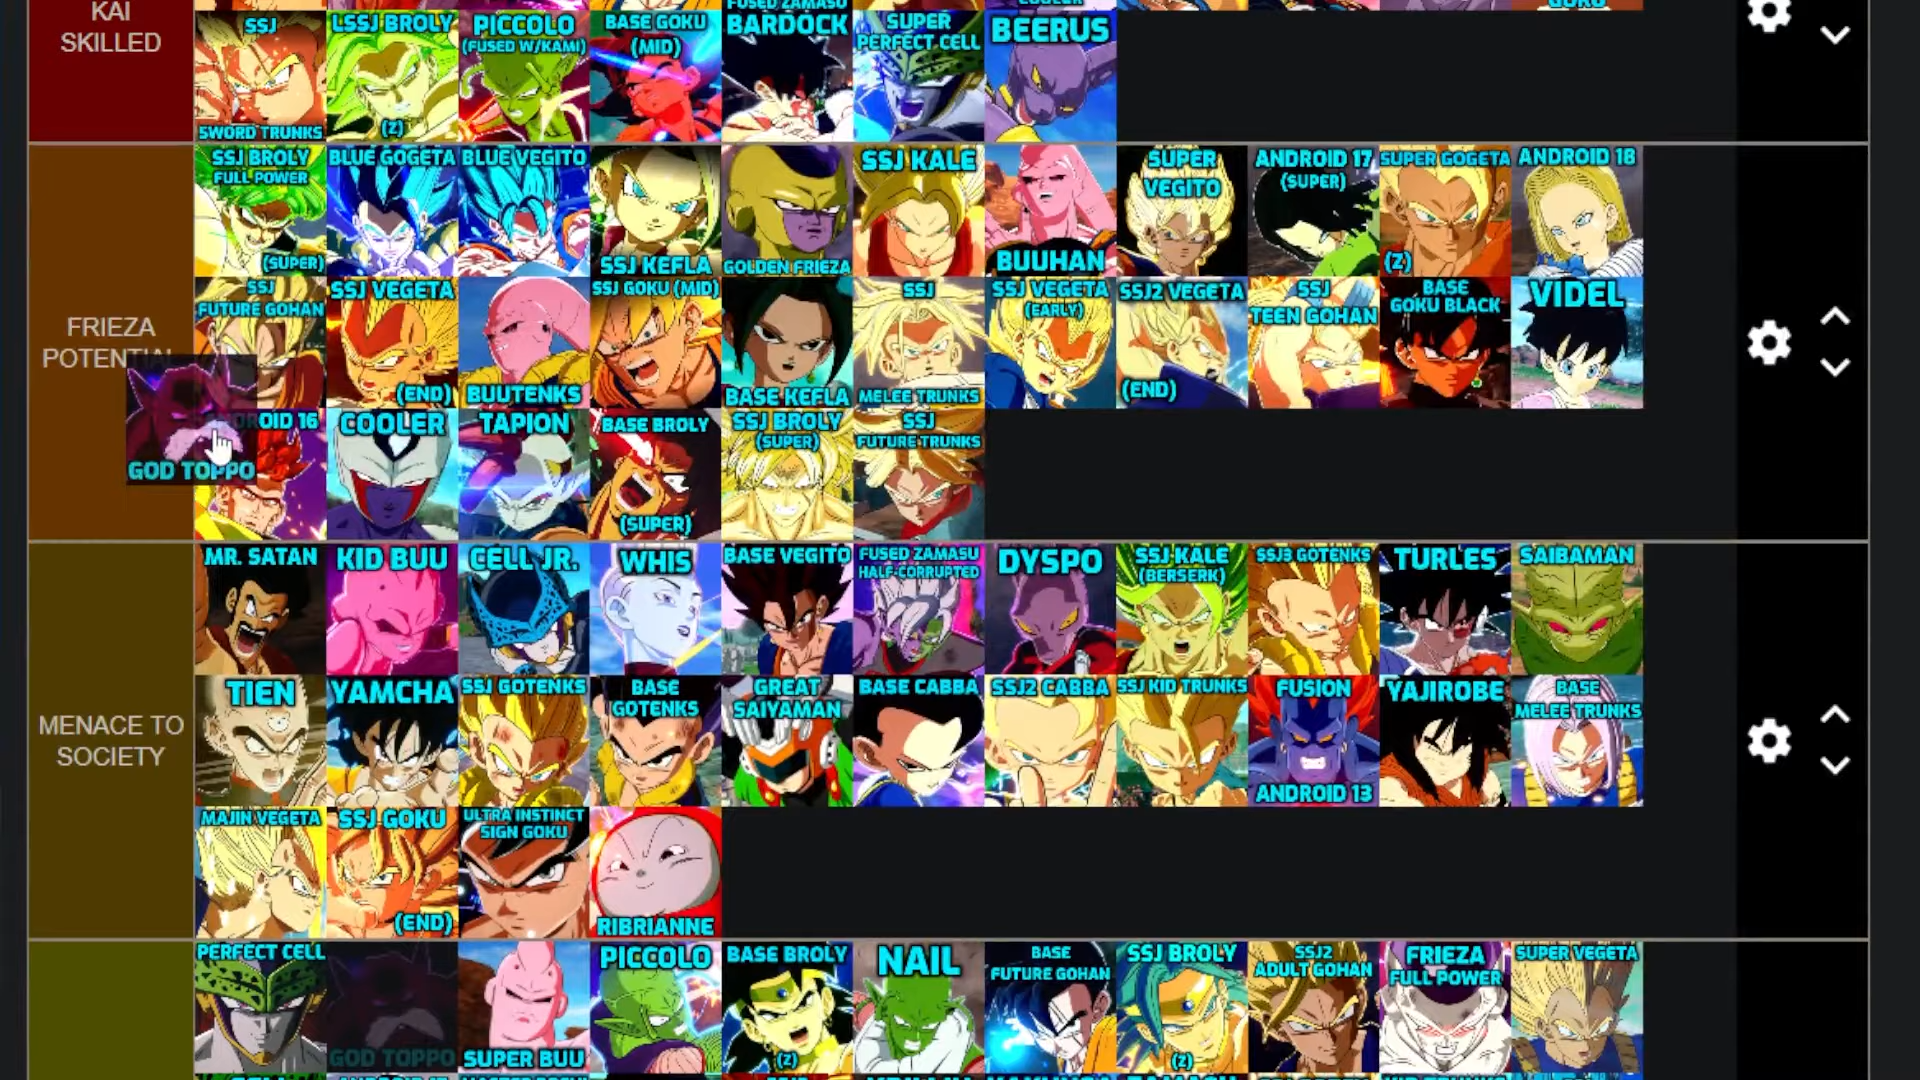 KAI
SKILLED
FUSED ZAMASU
COOLER
GURU
SSJ
SWORD TRUNKS
LSSJ BROLY
(Z)
PICCOLO
(FUSED W/KAMI)
BASE GOKU
(MID)
BARDOCK
SUPER
PERFECT CELL
BEERUS
FRIEZA
POTENTIAL
SSJ BROLY
FULL POWER
(SUPER)
BLUE GOGETA
BLUE VEGITO
SSJ KEFLA
GOLDEN FRIEZA
SSJ KALE
BUUHAN
SUPER
VEGITO
ANDROID 17
(SUPER)
SUPER GOGETA
(Z)
ANDROID 18
SSJ
FUTURE GOHAN
SSJ VEGETA
(END)
BUUTENKS
SSJ GOKU (MID)
BASE KEFLA
SSJ
MELEE TRUNKS
SSJ VEGETA
(EARLY)
SSJ2 VEGETA
(END)
SSJ
TEEN GOHAN
BASE
GOKU BLACK
VIDEL
GOD TOPPO
ANDROID 16
COOLER
TAPION
BASE BROLY
(SUPER)
SSJ BROLY
(SUPER)
SSJ
FUTURE TRUNKS
MENACE TO
SOCIETY
MR. SATAN
KID BUU
CELL JR.
WHIS
BASE VEGITO
FUSED ZAMASU
HALF-CORRUPTED
DYSPO
SSJ KALE
(BERSERK)
SSJ3 GOTENKS
TURLES
SAIBAMAN
TIEN
YAMCHA
SSJ GOTENKS
BASE
GOTENKS
GREAT
SAIYAMAN
BASE CABBA
SSJ2 CABBA
SSJ KID TRUNKS
FUSION
ANDROID 13
YAJIROBE
BASE
MELEE TRUNKS
MAJIN VEGETA
SSJ GOKU
(END)
ULTRA INSTINCT
SIGN GOKU
RIBRIANNE
PERFECT CELL
GOD TOPPO
SUPER BUU
PICCOLO
BASE BROLY
(Z)
NAIL
BASE
FUTURE GOHAN
SSJ BROLY
(Z)
SSJ2
ADULT GOHAN
FRIEZA
FULL POWER
SUPER VEGETA